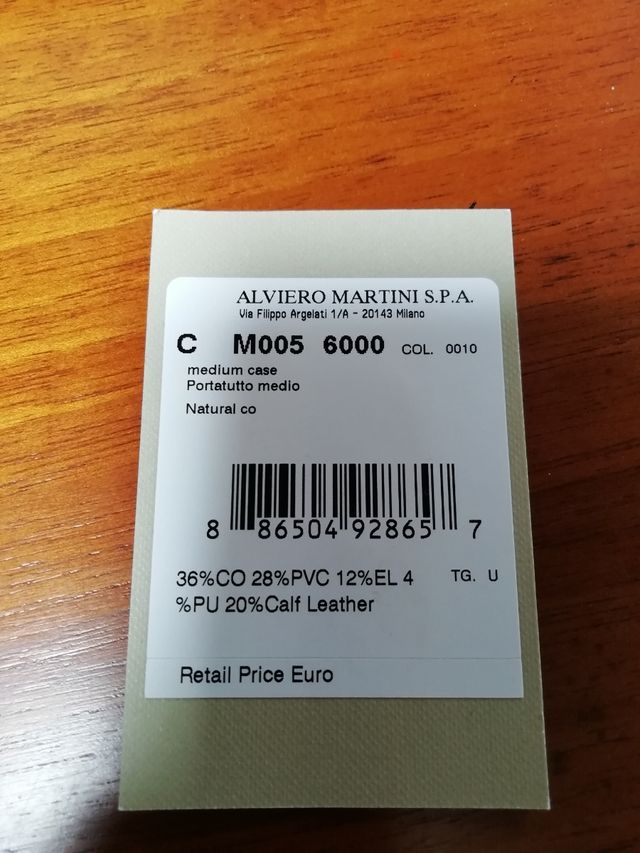 ALVIERO MARTINI S.P.A.
Via Filippo Argelati 1/A - 20143 Milano
C M005 6000 COL. 0010
medium case
Portatutto medio
Natural co
8 86504 92865 7
36%CO 28%PVC 12%EL 4 TG. U
%PU 20%Calf Leather
Retail Price Euro